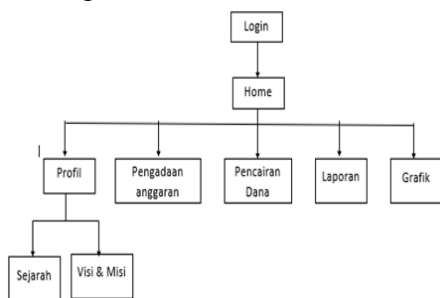 Login
Home
Profil
Pengadaan
anggaran
Pencairan
Dana
Laporan
Grafik
Sejarah
Visi & Misi